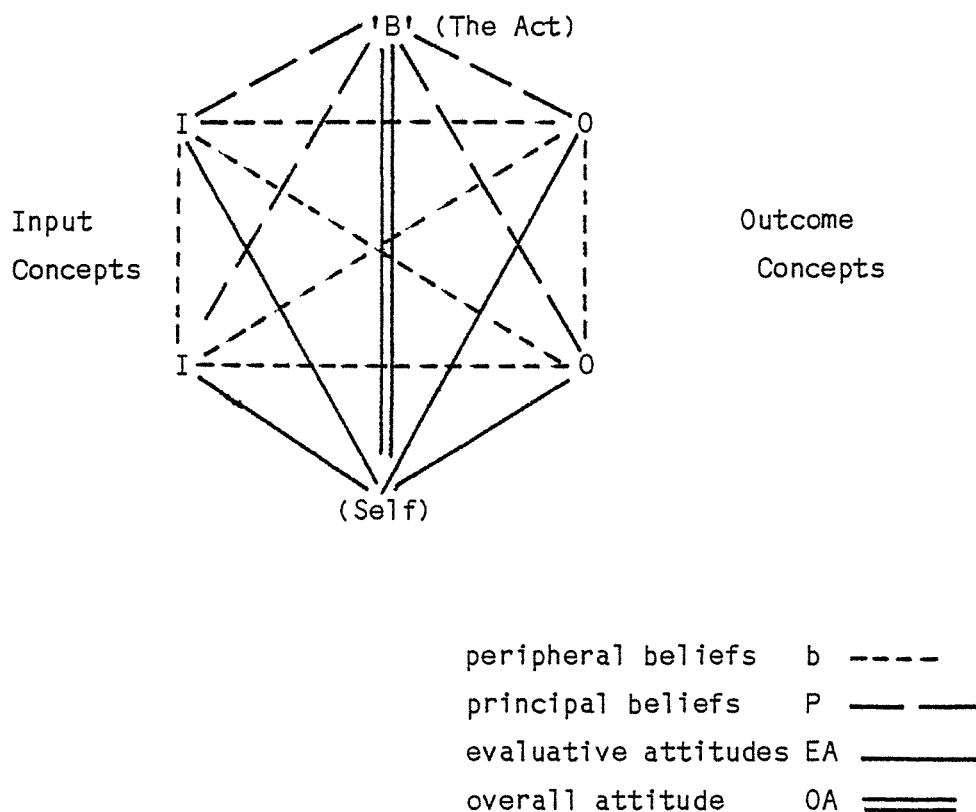 'B' (The Act)
I O
Input Outcome
Concepts Concepts
I O
(Self)
peripheral beliefs b
principal beliefs P
evaluative attitudes EA
overall attitude OA